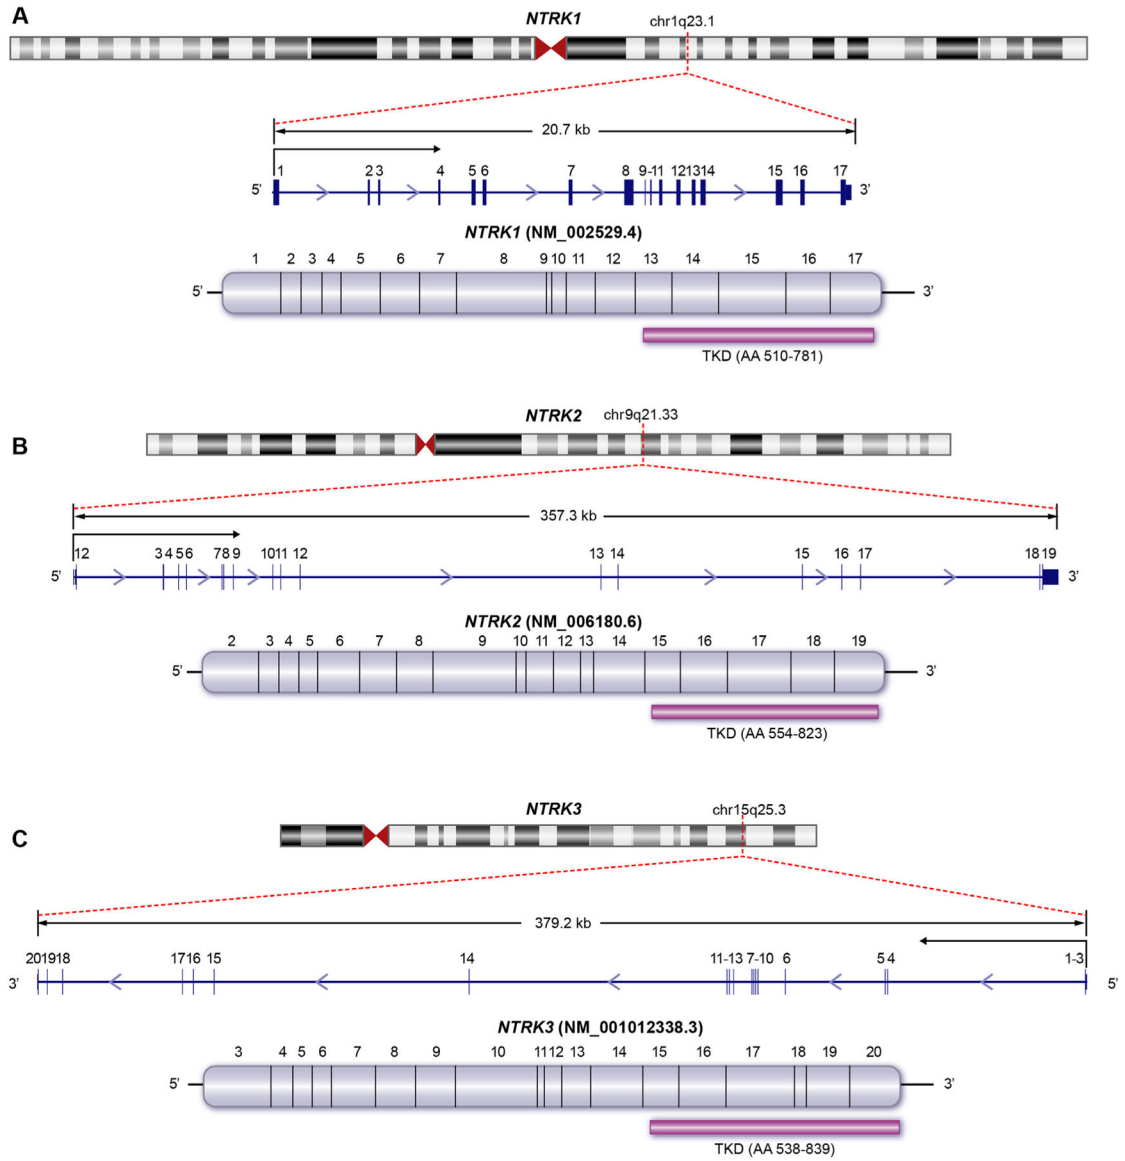 A
NTRK1
chr1q23.1
20.7 kb
1 2 3 4 5 6 7 8 9-11 12 13 14 15 16 17
5' 3'
NTRK1 (NM_002529.4)
1 2 3 4 5 6 7 8 9 10 11 12 13 14 15 16 17
5' 3'
TKD (AA 510-781)
B
NTRK2
chr9q21.33
357.3 kb
1 2 3 4 5 6 7 8 9 10 11 12 13 14 15 16 17 18 19
5' 3'
NTRK2 (NM_006180.6)
2 3 4 5 6 7 8 9 10 11 12 13 14 15 16 17 18 19
5' 3'
TKD (AA 554-823)
C
NTRK3
chr15q25.3
379.2 kb
20 19 18 17 16 15 14 11-13 7-10 6 5 4 1-3
3' 5'
NTRK3 (NM_001012338.3)
3 4 5 6 7 8 9 10 11 12 13 14 15 16 17 18 19 20
5' 3'
TKD (AA 538-839)